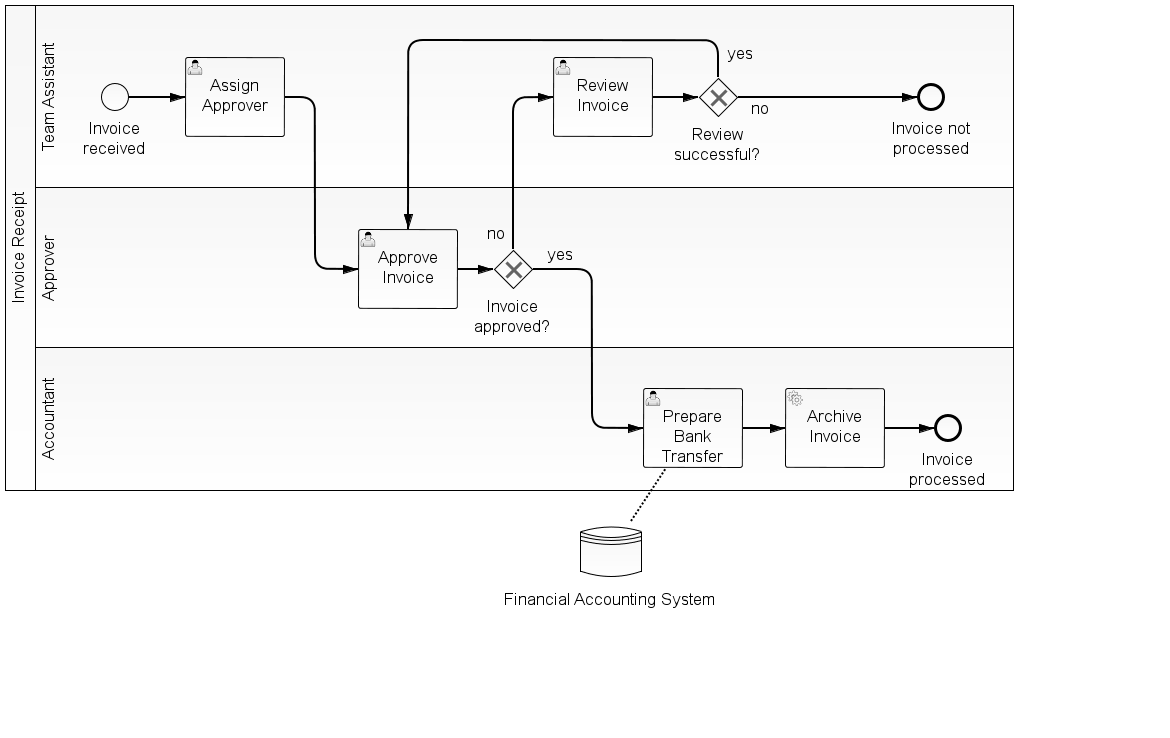 Invoice Receipt
Team Assistant
Invoice
received
Assign
Approver
Review
Invoice
yes
no
Review
successful?
Invoice not
processed
Approver
Approve
Invoice
no
yes
Invoice
approved?
Accountant
Prepare
Bank
Transfer
Archive
Invoice
Invoice
processed
Financial Accounting System